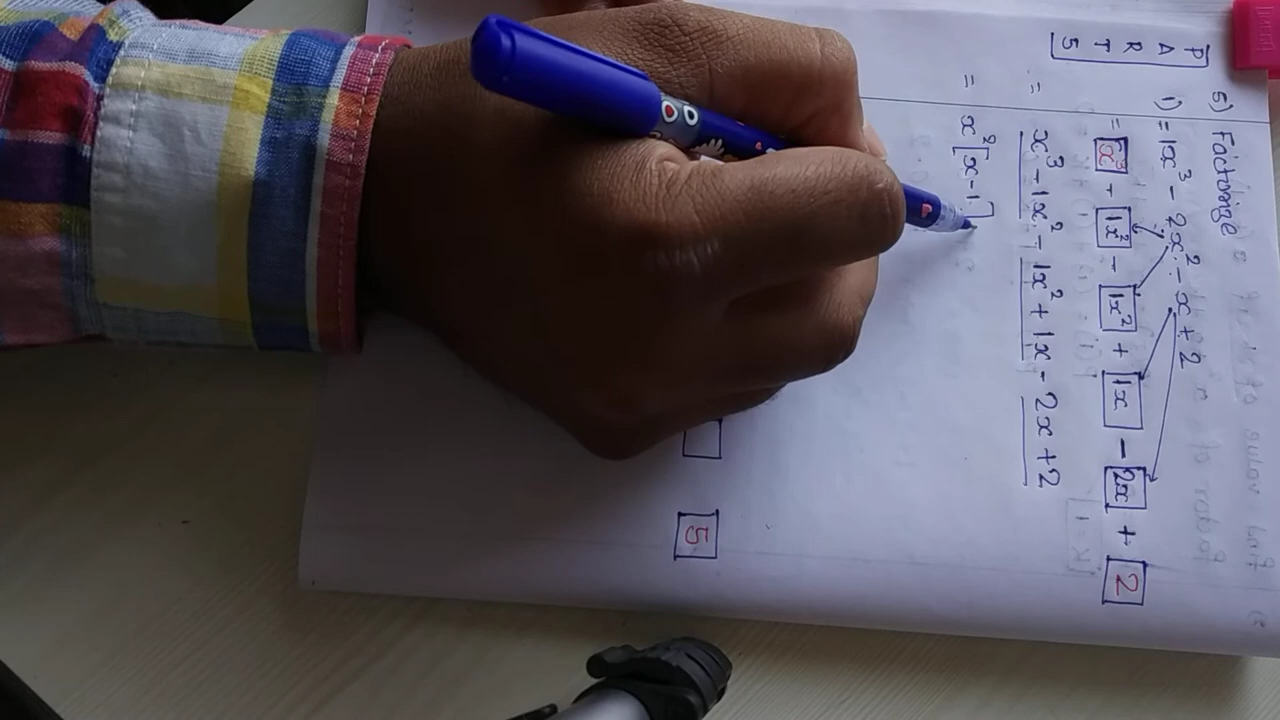 PART 5
5) Factorize
1) = 1x³ - 2x² - x + 2
= x³ - 1x² - 1x² + 1x - 2x + 2
= x³ - 1x² - 1x² + 1x - 2x + 2
= x² [x - 1]
5